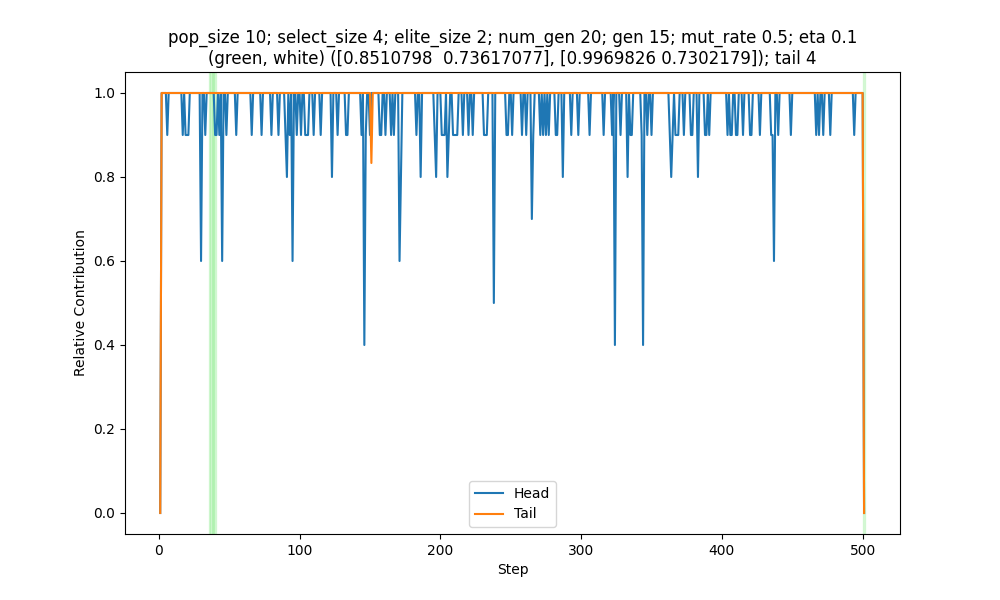 pop_size 10; select_size 4; elite_size 2; num_gen 20; gen 15; mut_rate 0.5; eta 0.1
(green, white) ([0.8510798  0.73617077], [0.9969826 0.7302179]); tail 4
1.0
0.8
0.6
0.4
0.2
0.0
Relative Contribution
Head
Tail
0
100
200
300
400
500
Step